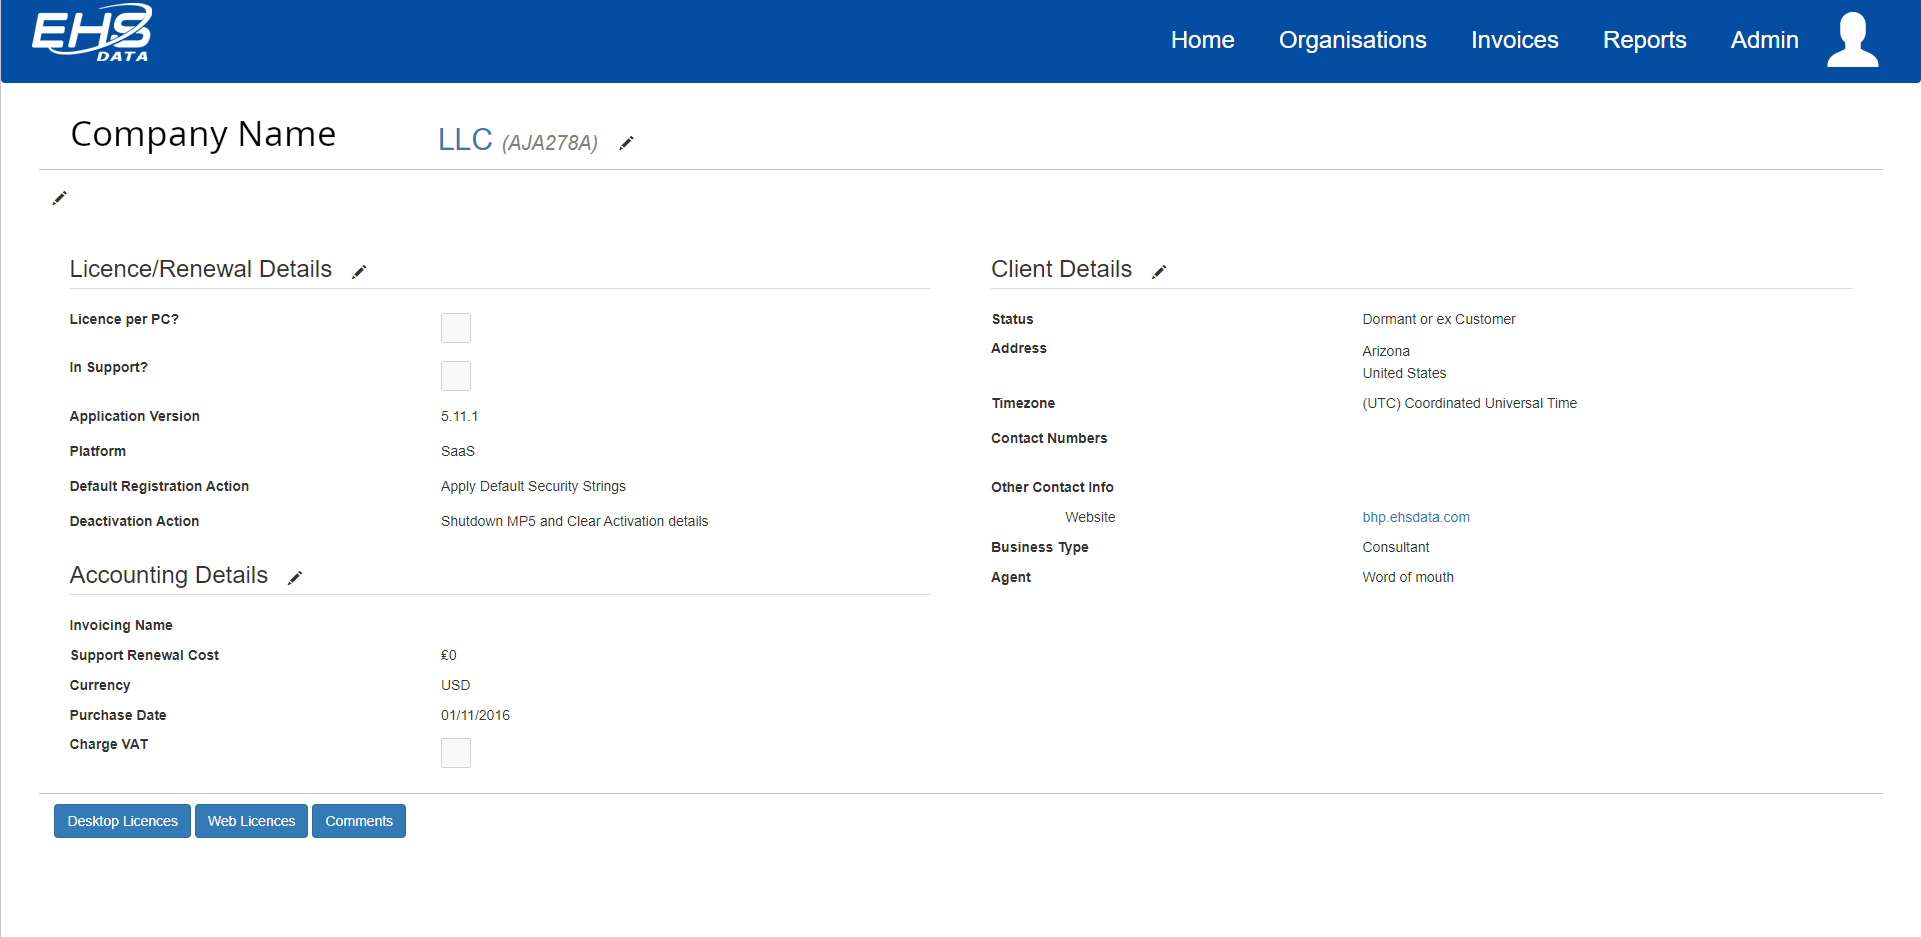 EHS
DATA
Home Organisations Invoices Reports Admin
Company Name LLC (AJA278A)
Licence/Renewal Details
Licence per PC?
In Support?
Application Version 5.11.1
Platform SaaS
Default Registration Action Apply Default Security Strings
Deactivation Action Shutdown MP5 and Clear Activation details
Accounting Details
Invoicing Name
Support Renewal Cost £0
Currency USD
Purchase Date 01/11/2016
Charge VAT
Client Details
Status Dormant or ex Customer
Address Arizona
United States
Timezone (UTC) Coordinated Universal Time
Contact Numbers
Other Contact Info
Website bhp.ehsdata.com
Business Type Consultant
Agent Word of mouth
Desktop Licences Web Licences Comments